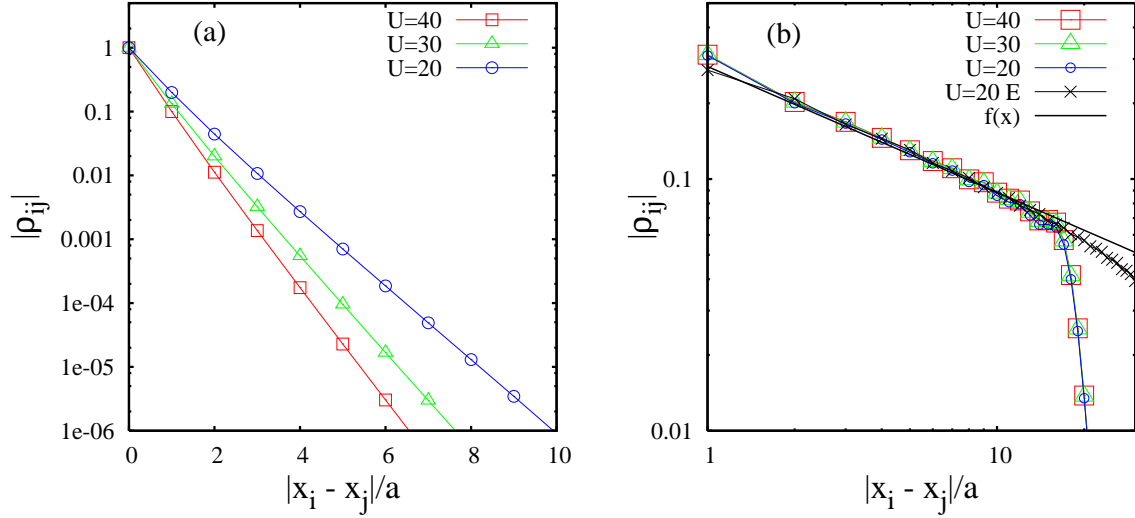 (a)
U=40
U=30
U=20
1
0.1
0.01
0.001
1e-04
1e-05
1e-06
0 2 4 6 8 10
|ρij|
|xi - xj|/a
(b)
U=40
U=30
U=20
U=20 E
f(x)
0.1
0.01
1 10
|ρij|
|xi - xj|/a